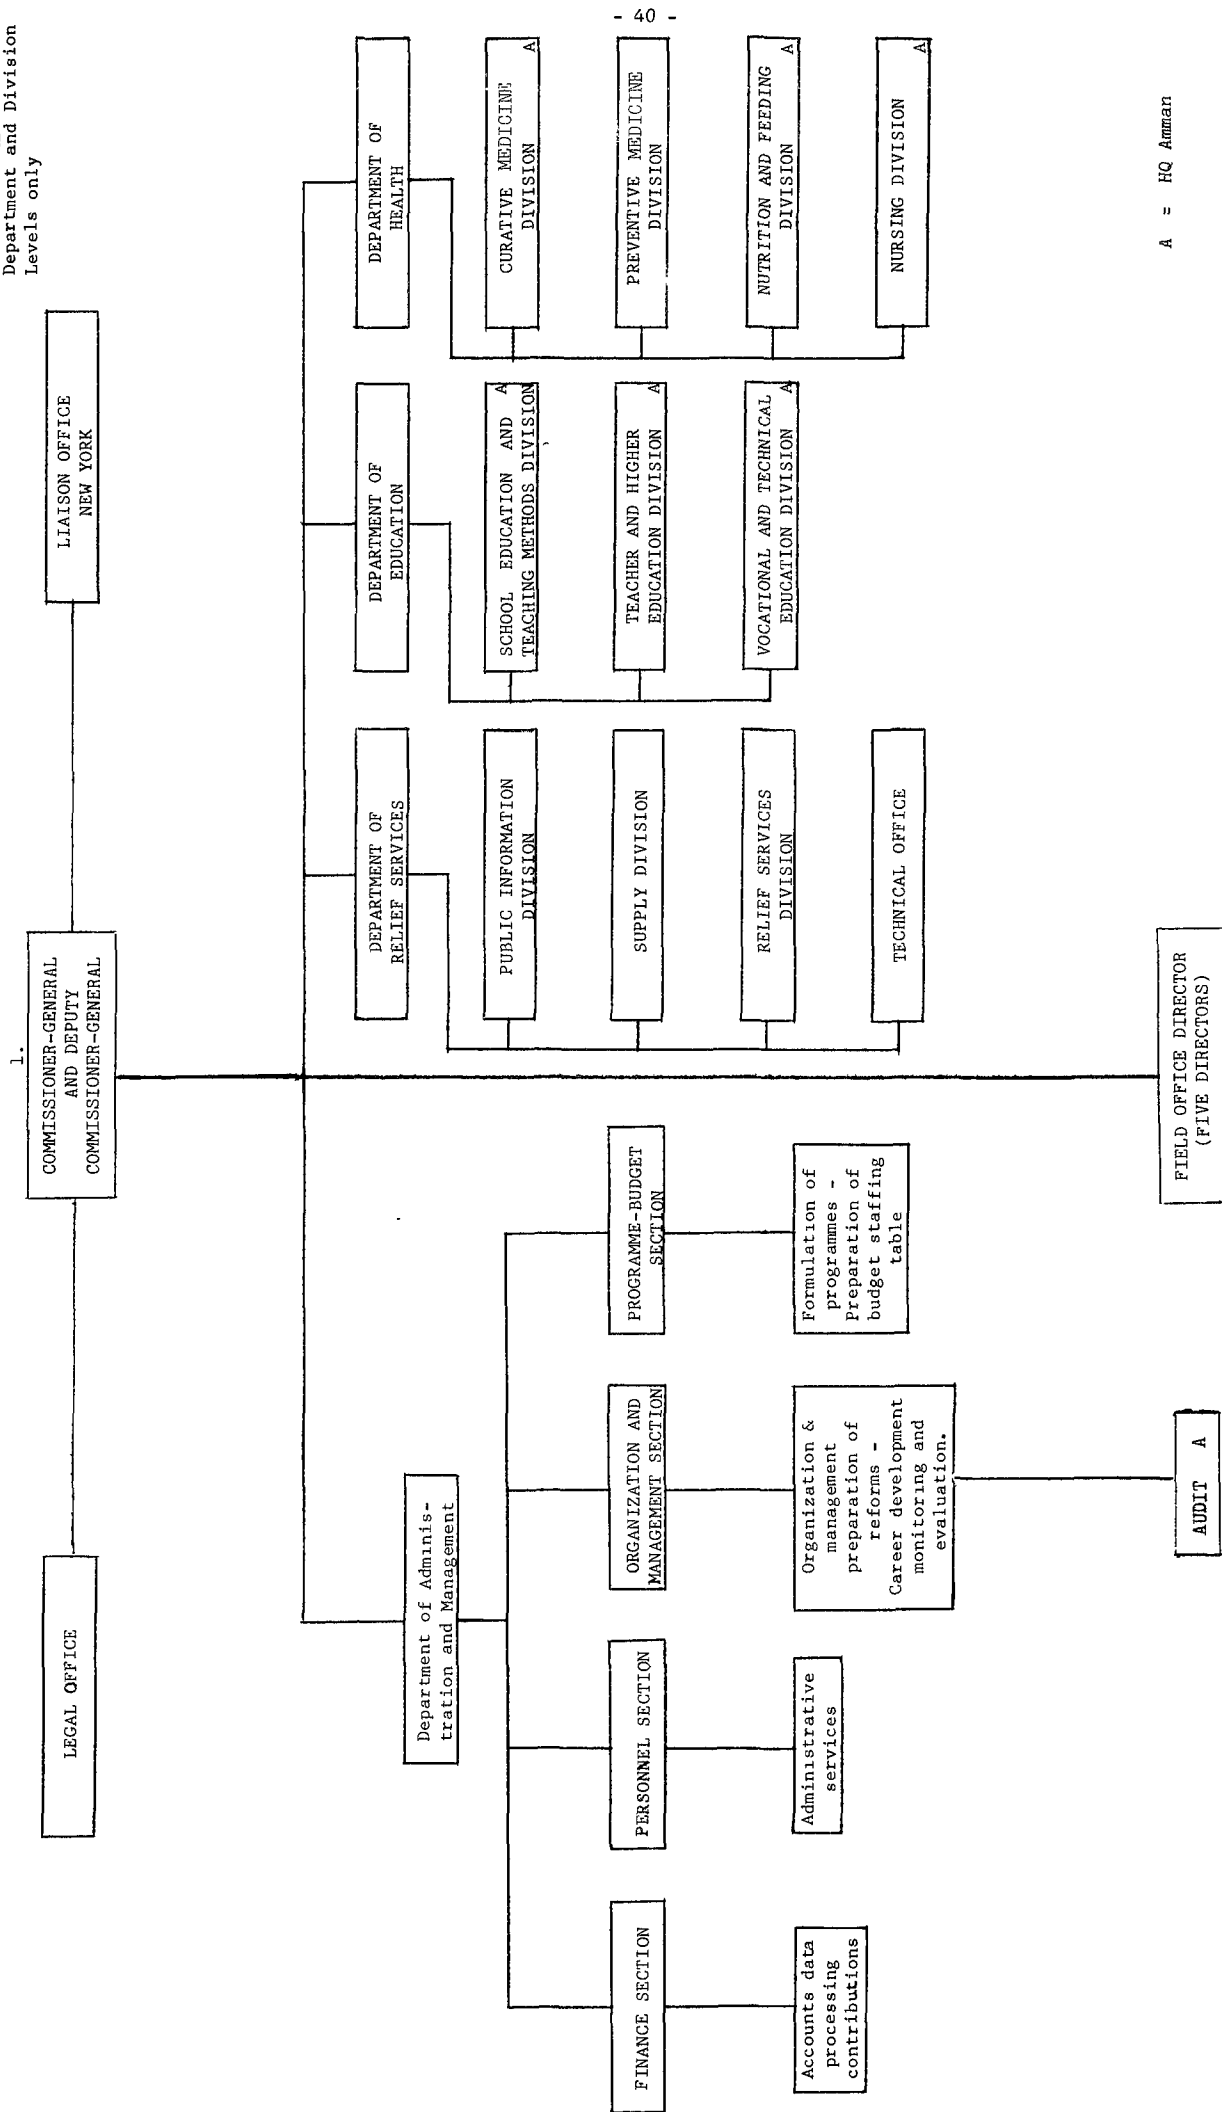 - 40 -
Department and Division
Levels only
1.
COMMISSIONER-GENERAL
AND DEPUTY
COMMISSIONER-GENERAL
LEGAL OFFICE
LIAISON OFFICE
NEW YORK
Department of Adminis-
tration and Management
DEPARTMENT OF
RELIEF SERVICES
DEPARTMENT OF
EDUCATION
DEPARTMENT OF
HEALTH
FINANCE SECTION
Accounts data
processing
contributions
PERSONNEL SECTION
Administrative
services
ORGANIZATION AND
MANAGEMENT SECTION
Organization &
management
preparation of
reforms -
Career development
monitoring and
evaluation.
PROGRAMME-BUDGET
SECTION
Formulation of
programmes -
Preparation of
budget staffing
table
PUBLIC INFORMATION
DIVISION
SUPPLY DIVISION
RELIEF SERVICES
DIVISION
TECHNICAL OFFICE
SCHOOL EDUCATION AND A
TEACHING METHODS DIVISION
TEACHER AND HIGHER
EDUCATION DIVISION A
VOCATIONAL AND TECHNICAL
EDUCATION DIVISION A
CURATIVE MEDICINE
DIVISION A
PREVENTIVE MEDICINE
DIVISION
NUTRITION AND FEEDING
DIVISION A
NURSING DIVISION
A
AUDIT A
FIELD OFFICE DIRECTOR
(FIVE DIRECTORS)
A = HQ Amman